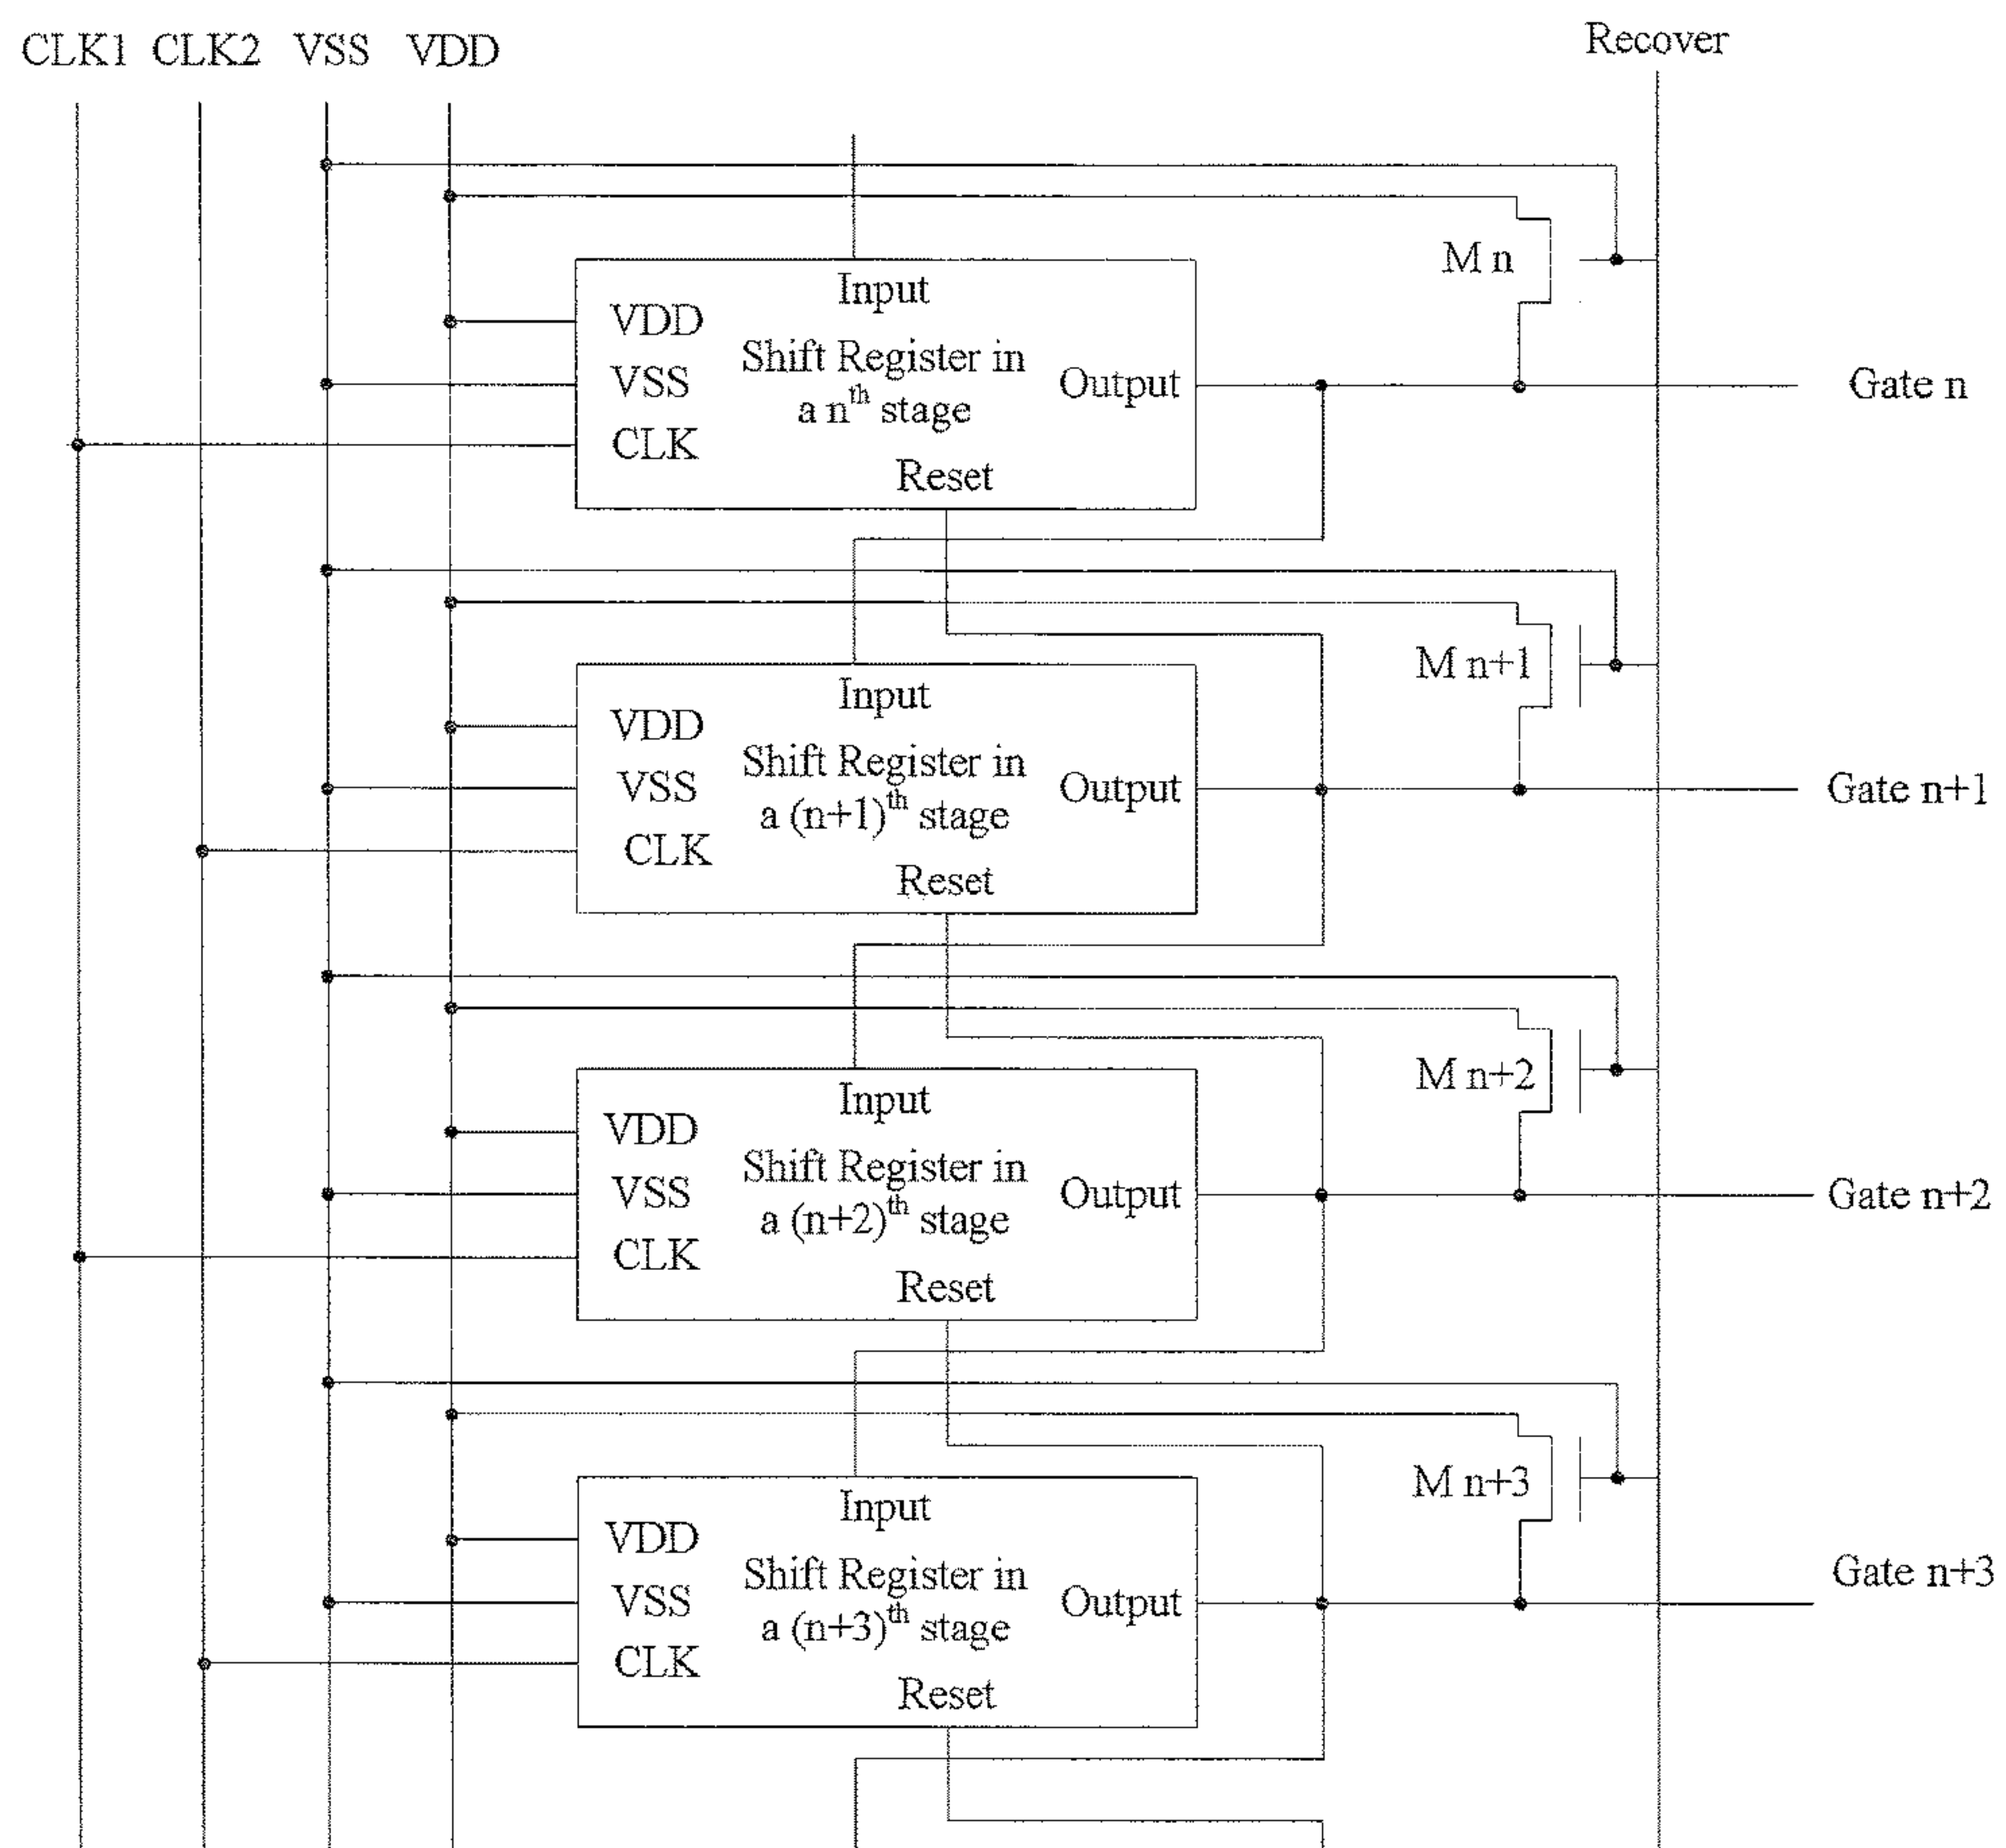 CLK1 CLK2 VSS VDD Recover
M n
Input
VDD
Shift Register in
VSS
Output
Gate n
a nth stage
CLK
Reset
M n+1
Input
VDD
Shift Register in
VSS
Output
Gate n+1
a (n+1)th stage
CLK
Reset
M n+2
Input
VDD
Shift Register in
VSS
Output
Gate n+2
a (n+2)th stage
CLK
Reset
M n+3
Input
VDD
Shift Register in
Gate n+3
VSS
Output
a (n+3)th stage
CLK
Reset